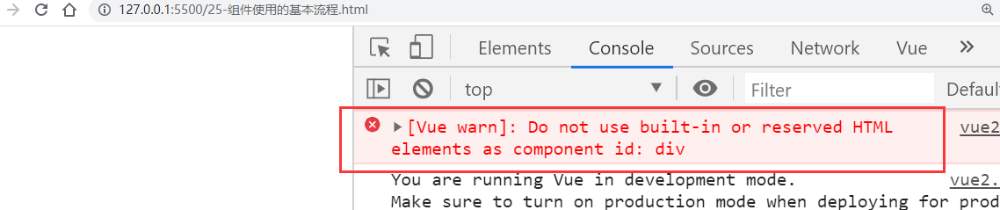 127.0.0.1:5500/25-组件使用的基本流程.html
Elements Console Sources Network Vue
top Filter Defaul
[Vue warn]: Do not use built-in or reserved HTML vue2
elements as component id: div
You are running Vue in development mode. vue2.
Make sure to turn on production mode when deploying for prod